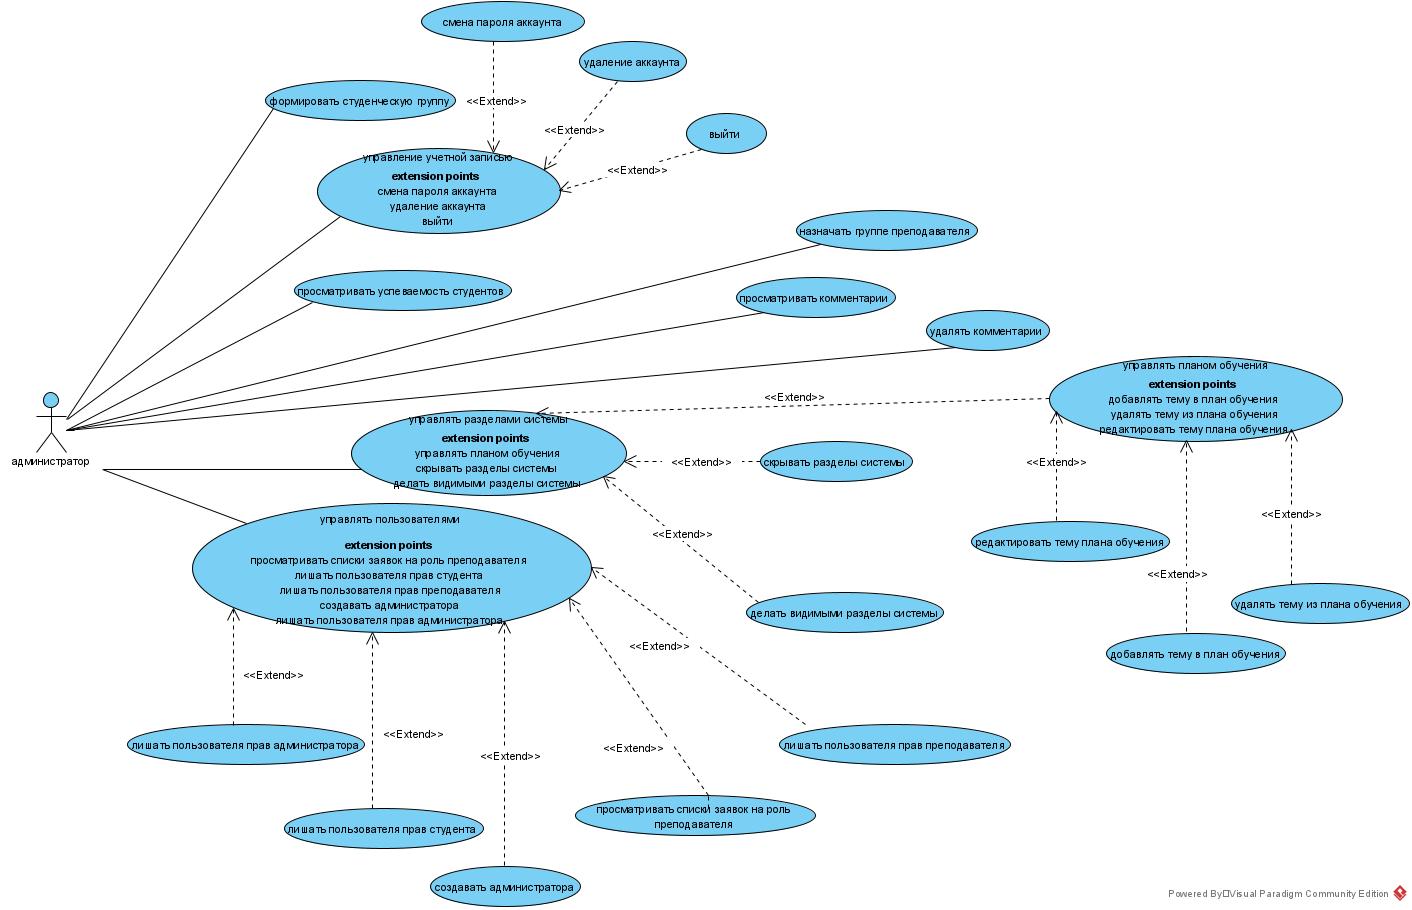 смена пароля аккаунта
удаление аккаунта
формировать студенческую группу
<<Extend>>
<<Extend>>
выйти
управление учетной записью
extension points
смена пароля аккаунта
удаление аккаунта
выйти
<<Extend>>
назначать группе преподавателя
просматривать успеваемость студентов
просматривать комментарии
удалять комментарии
управлять планом обучения
extension points
добавлять тему в план обучения
удалять тему из плана обучения
редактировать тему плана обучения
<<Extend>>
администратор
управлять разделами системы
extension points
управлять планом обучения
скрывать разделы системы
делать видимыми разделы системы
<<Extend>>
скрывать разделы системы
<<Extend>>
<<Extend>>
<<Extend>>
редактировать тему плана обучения
<<Extend>>
управлять пользователями
extension points
просматривать списки заявок на роль преподавателя
лишать пользователя прав студента
лишать пользователя прав преподавателя
создавать администратора
лишать пользователя прав администратора
делать видимыми разделы системы
удалять тему из плана обучения
добавлять тему в план обучения
<<Extend>>
<<Extend>>
<<Extend>>
<<Extend>>
<<Extend>>
лишать пользователя прав администратора
лишать пользователя прав преподавателя
просматривать списки заявок на роль
преподавателя
лишать пользователя прав студента
создавать администратора
Powered By Visual Paradigm Community Edition